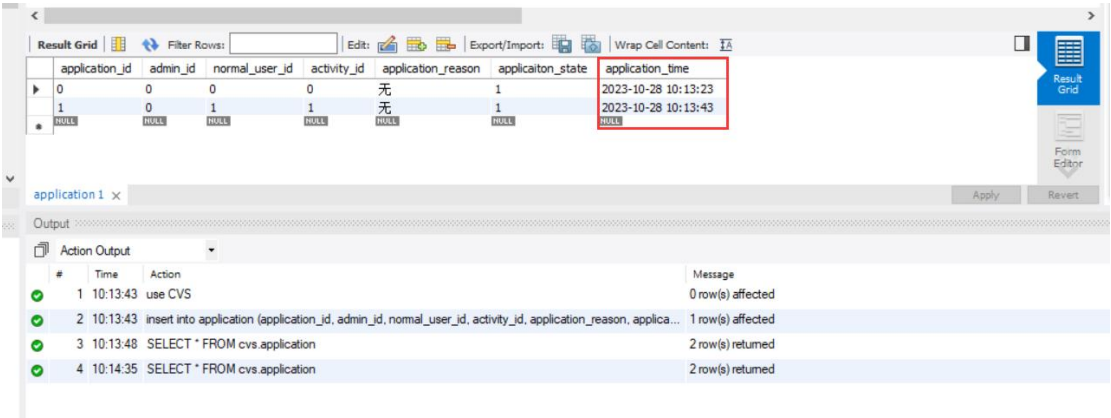 Result Grid Filter Rows: Edit: Export/Import: Wrap Cell Content: IA
application_id admin_id normal_user_id activity_id application_reason applicaiton_state application_time
0 0 0 0 无 1 2023-10-28 10:13:23
1 0 1 1 无 1 2023-10-28 10:13:43
NULL NULL NULL NULL NULL NULL NULL
Result Grid
Form Editor
application 1 Apply Revert
Output
Action Output
# Time Action Message
1 10:13:43 use CVS 0 row(s) affected
2 10:13:43 insert into application (application_id, admin_id, normal_user_id, activity_id, application_reason, applica... 1 row(s) affected
3 10:13:48 SELECT * FROM cvs.application 2 row(s) returned
4 10:14:35 SELECT * FROM cvs.application 2 row(s) returned